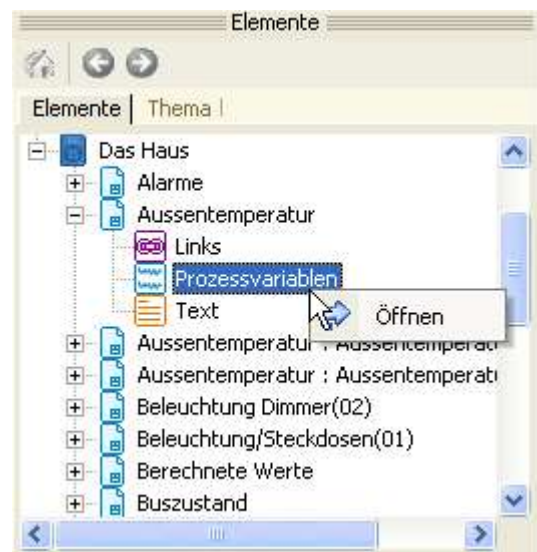 Elemente
Elemente Thema
Das Haus
Alarme
Aussentemperatur
Links
Prozessvariablen
Text
Öffnen
Aussentemperatur : Aussentemperat
Aussentemperatur : Aussentemperat
Beleuchtung Dimmer(02)
Beleuchtung/Steckdosen(01)
Berechnete Werte
Buszustand